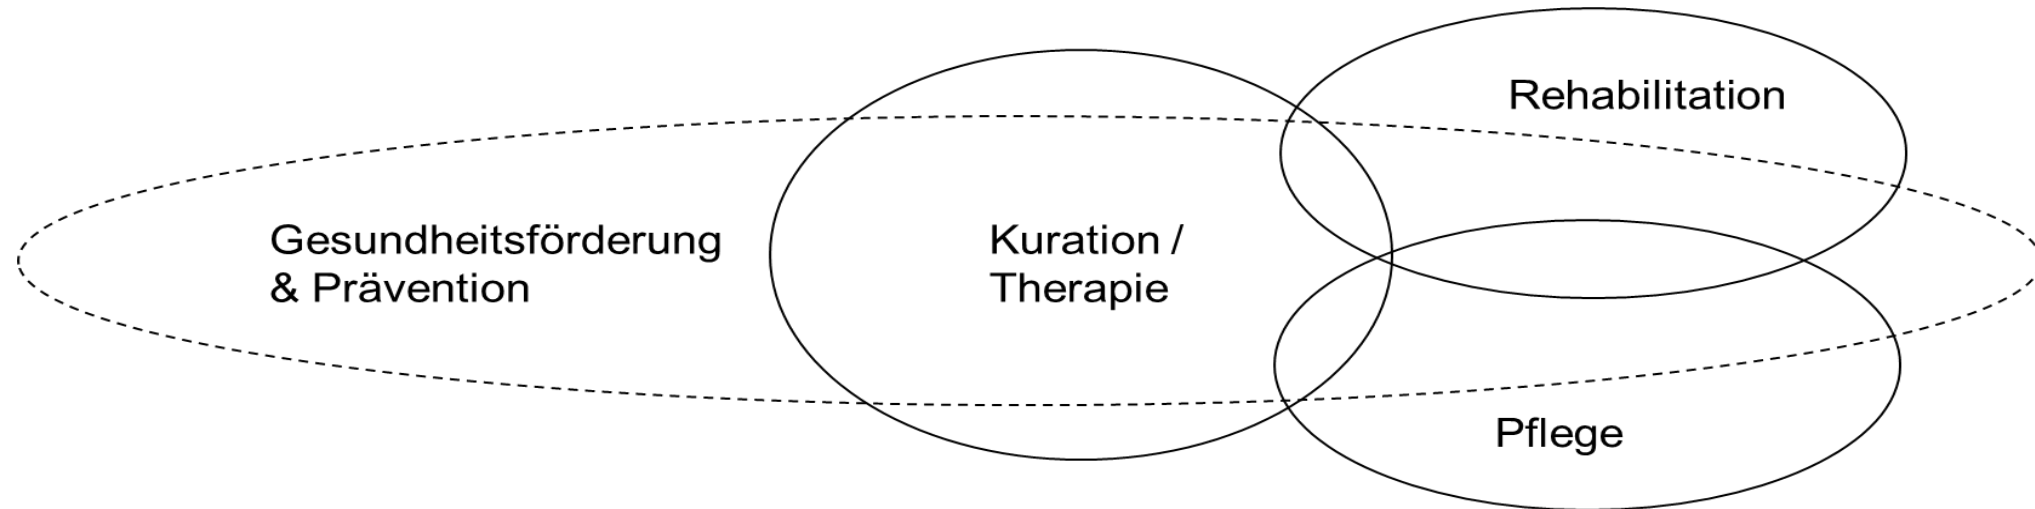 Rehabilitation
Gesundheitsförderung
& Prävention
Kuration /
Therapie
Pflege